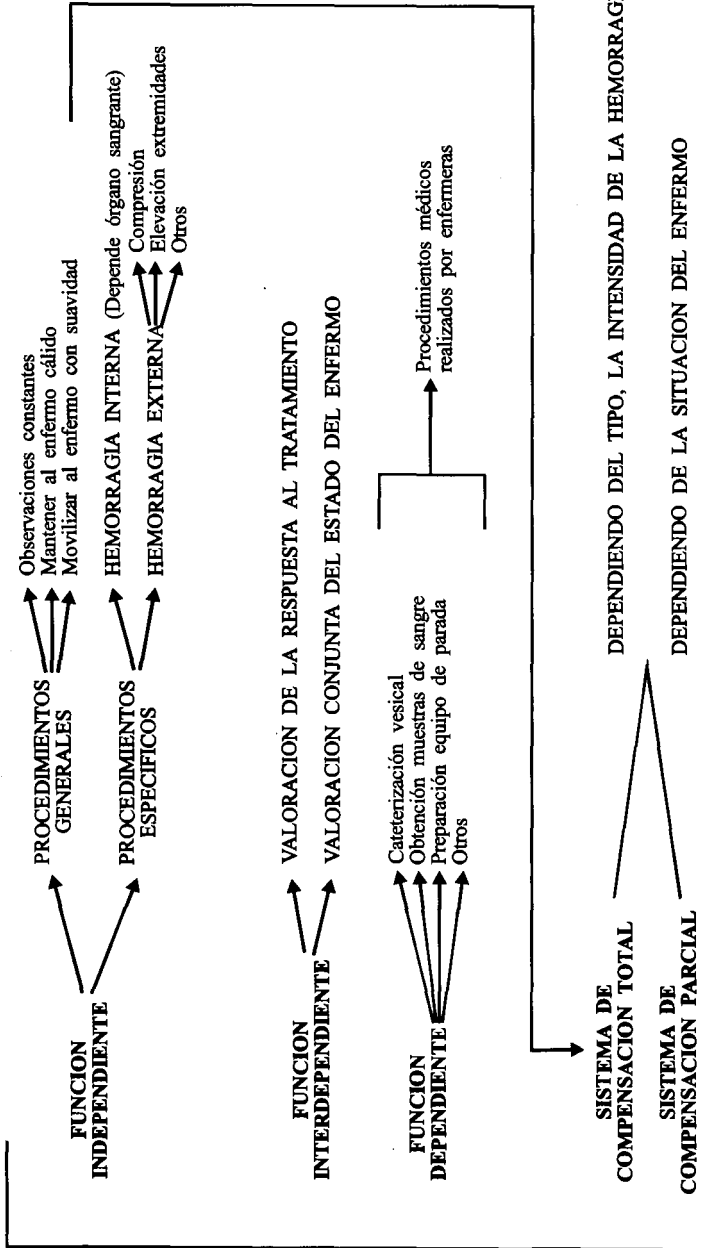 FUNCION
INDEPENDIENTE
PROCEDIMIENTOS
GENERALES
Observaciones constantes
Mantener al enfermo cálido
Movilizar al enfermo con suavidad
PROCEDIMIENTOS
ESPECIFICOS
HEMORRAGIA INTERNA (Depende órgano sangrante)
HEMORRAGIA EXTERNA
Compresión
Elevación extremidades
Otros
FUNCION
INTERDEPENDIENTE
VALORACION DE LA RESPUESTA AL TRATAMIENTO
VALORACION CONJUNTA DEL ESTADO DEL ENFERMO
FUNCION
DEPENDIENTE
Cateterización vesical
Obtención muestras de sangre
Preparación equipo de parada
Otros
Procedimientos médicos
realizados por enfermeras
SISTEMA DE
COMPENSACION TOTAL
SISTEMA DE
COMPENSACION PARCIAL
DEPENDIENDO DEL TIPO, LA INTENSIDAD DE LA HEMORRAG
DEPENDIENDO DE LA SITUACION DEL ENFERMO